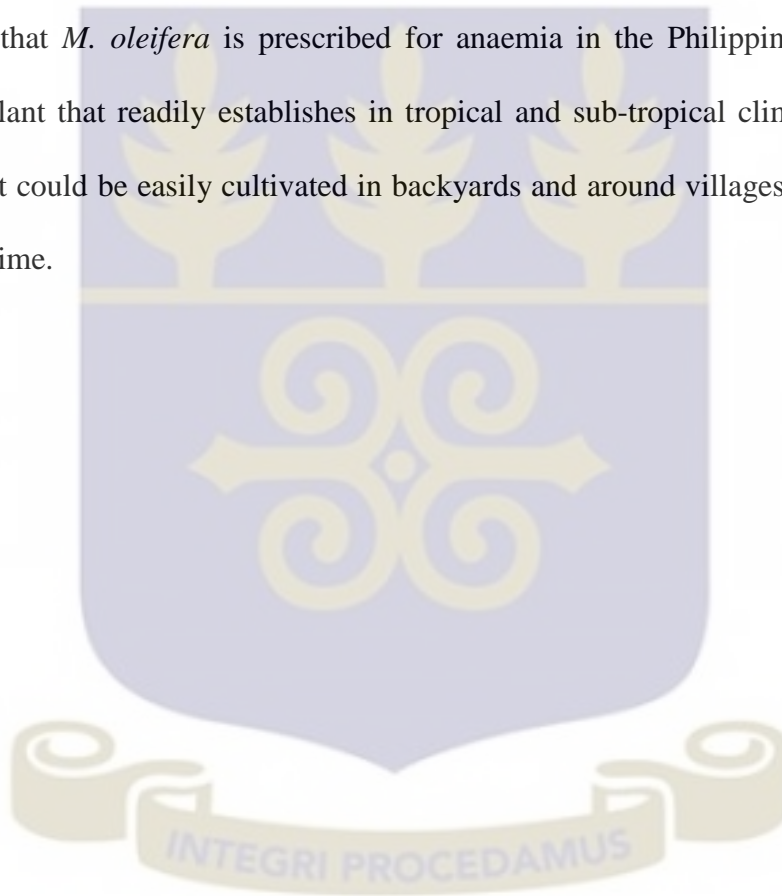 that M. oleifera is prescribed for anaemia in the Philippin
lant that readily establishes in tropical and sub-tropical clin
t could be easily cultivated in backyards and around villages
ime.
INTEGRI PROCEDAMUS